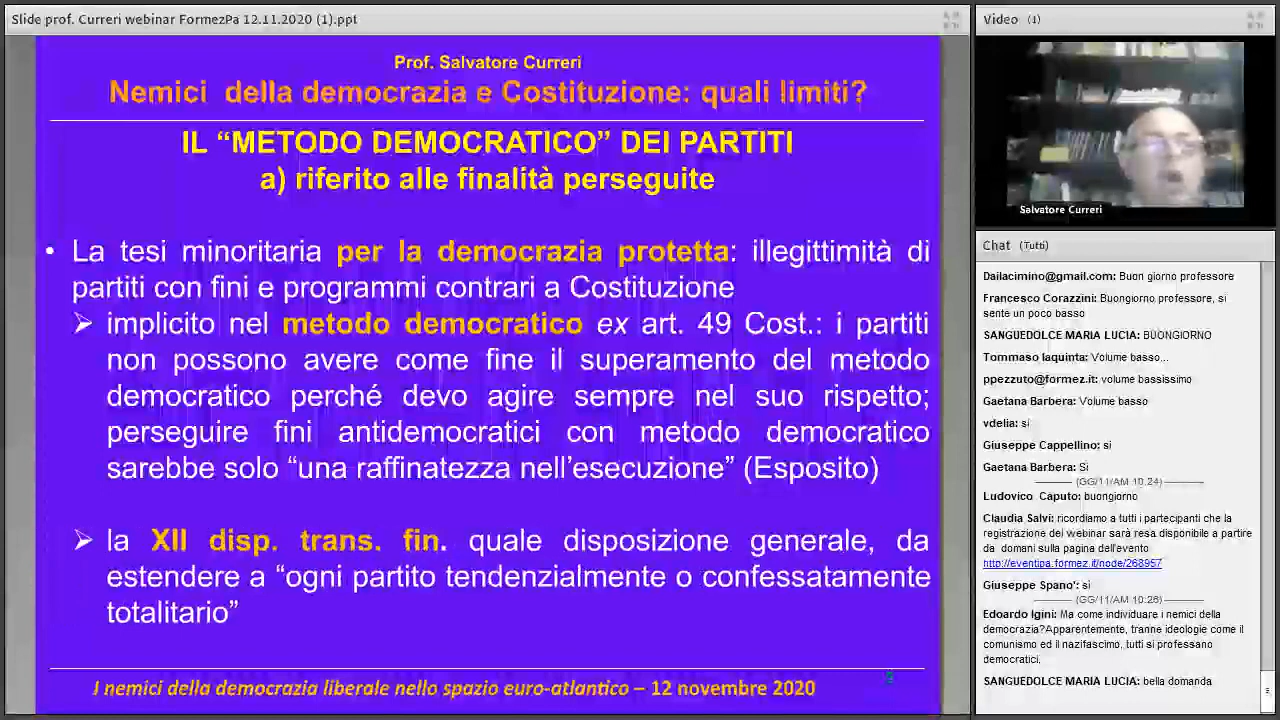 Slide prof. Curreri webinar FormezPa 12.11.2020 (1).ppt
Prof. Salvatore Curreri
Nemici della democrazia e Costituzione: quali limiti?
IL “METODO DEMOCRATICO” DEI PARTITI
a) riferito alle finalità perseguite
• La tesi minoritaria per la democrazia protetta: illegittimità di
partiti con fini e programmi contrari a Costituzione
➢ implicito nel metodo democratico ex art. 49 Cost.: i partiti
non possono avere come fine il superamento del metodo
democratico perché devo agire sempre nel suo rispetto;
perseguire fini antidemocratici con metodo democratico
sarebbe solo “una raffinatezza nell’esecuzione” (Esposito)
➢ la XII disp. trans. fin. quale disposizione generale, da
estendere a “ogni partito tendenzialmente o confessatamente
totalitario”
I nemici della democrazia liberale nello spazio euro-atlantico – 12 novembre 2020
Video (1)
Salvatore Curreri
Chat (Tutti)
Dailacimino@gmail.com: Buon giorno professore
Francesco Corazzini: Buongiorno professore, si
sente un poco basso
SANGUEDOLCE MARIA LUCIA: BUONGIORNO
Tommaso Iaquinta: Volume basso...
ppezzuto@formez.it: volume bassissimo
Gaetana Barbera: Volume basso
vdelia: si
Giuseppe Cappellino: si
Gaetana Barbera: Si
(GG/11/AM 10.24)
Ludovico Caputo: buongiorno
Claudia Salvi: ricordiamo a tutti i partecipanti che la
registrazione del webinar sarà resa disponibile a partire
da domani sulla pagina dell'evento
http://eventipa.formez.it/node/268957
Giuseppe Spano': si
(GG/11/AM 10.26)
Edoardo Igini: Ma come individuare i nemici della
democrazia?Apparentemente, tranne ideologie come il
comunismo ed il nazifascismo, tutti si professano
democratici.
SANGUEDOLCE MARIA LUCIA: bella domanda